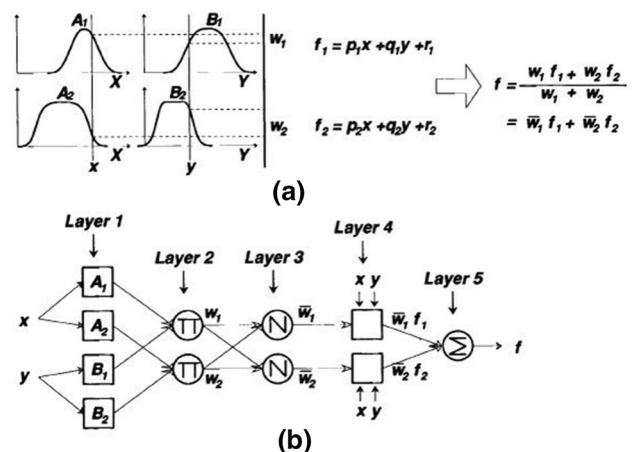 A₁
B₁
w₁
X
Y
f₁ = p₁x +q₁y +r₁
A₂
B₂
w₂
X
Y
x
y
f₂ = p₂x +q₂y +r₂
f = w₁ f₁ + w₂ f₂ / w₁ + w₂
= w̅₁ f₁ + w̅₂ f₂
(a)
Layer 1
Layer 2
Layer 3
Layer 4
Layer 5
x y
A₁
A₂
B₁
B₂
x
y
Π
Π
w₁
w₂
N
N
w̅₁
w̅₂
w̅₁ f₁
w̅₂ f₂
x y
Σ
f
(b)